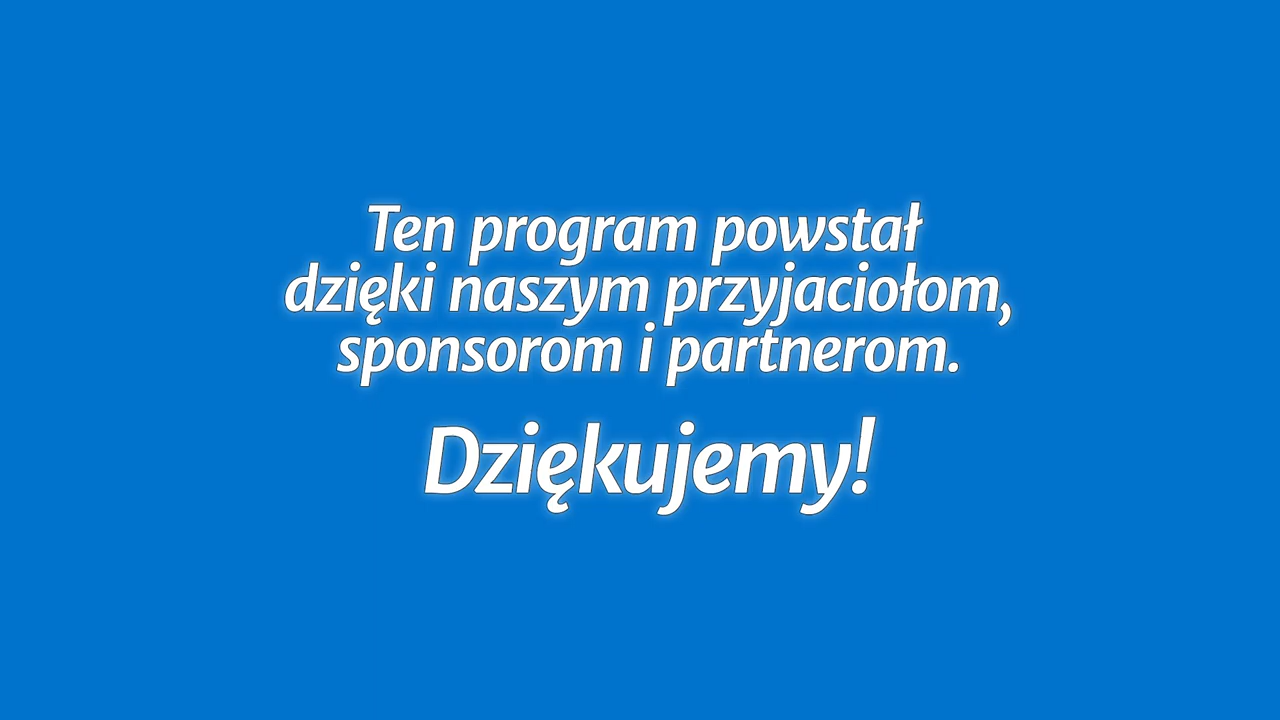 Ten program powstał
dzięki naszym przyjaciołom,
sponsorom i partnerom.
Dziękujemy!